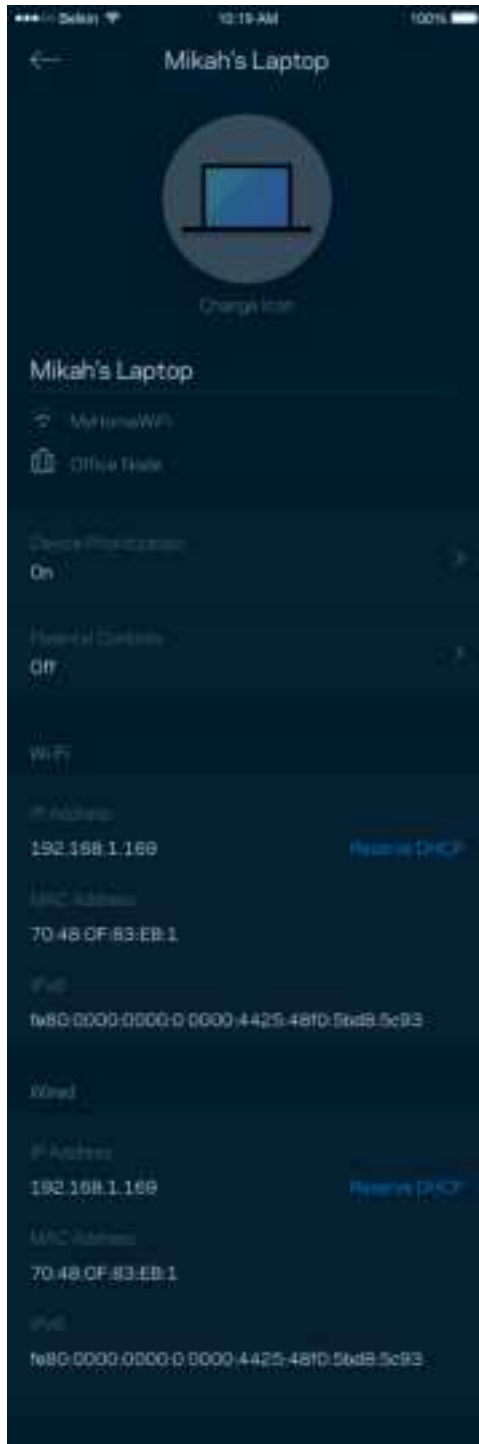 Belkin 10:19 AM 100%
Mikah's Laptop
Change Icon
Mikah's Laptop
MyHomeWiFi
Office Node
Device Prioritization
On
Parental Controls
Off
Wi-Fi
IP Address
192.168.1.169 Reserve DHCP
MAC Address
70:48:0F:83:EB:1
IPv6
fe80:0000:0000:0:0000:4425:48f0:5bd8:5c93
Wired
IP Address
192.168.1.169 Reserve DHCP
MAC Address
70:48:0F:83:EB:1
IPv6
fe80:0000:0000:0:0000:4425:48f0:5bd8:5c93